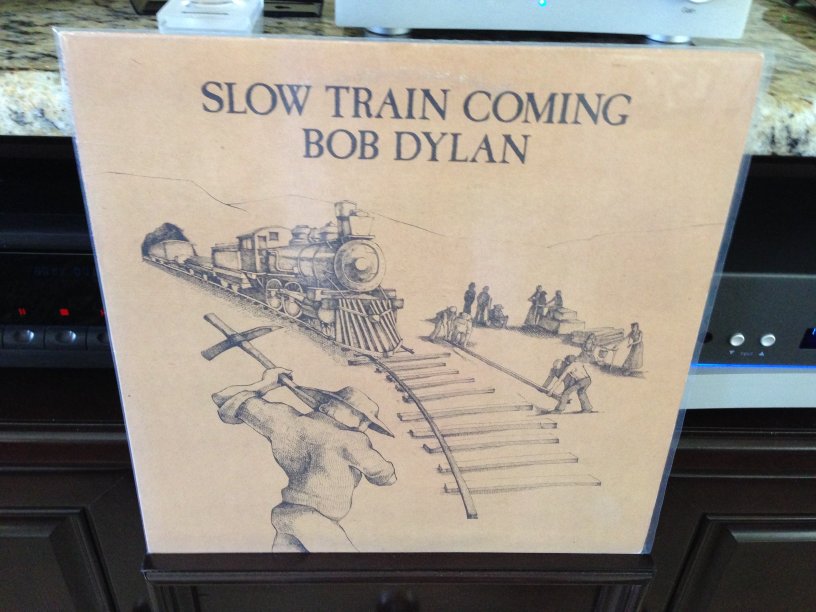 SLOW TRAIN COMING
BOB DYLAN